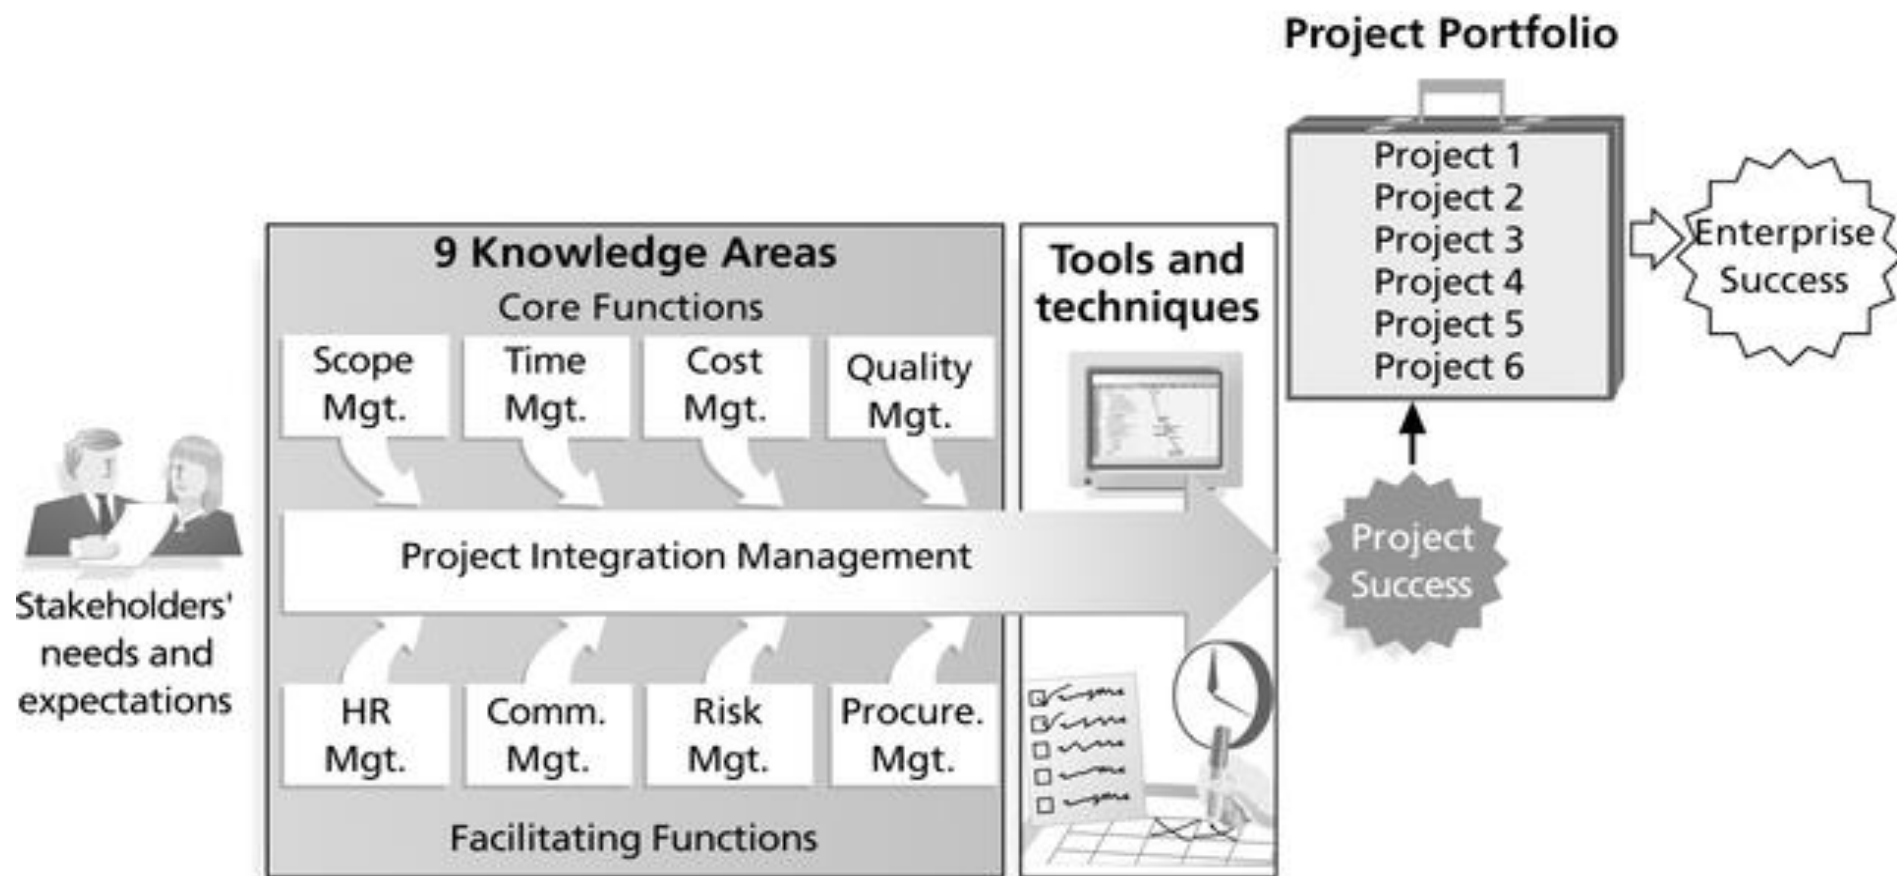 Project Portfolio
Project 1
Project 2
Project 3
Project 4
Project 5
Project 6
Enterprise
Success
9 Knowledge Areas
Core Functions
Scope
Mgt.
Time
Mgt.
Cost
Mgt.
Quality
Mgt.
Tools and
techniques
Project Integration Management
Project
Success
Stakeholders'
needs and
expectations
HR
Mgt.
Comm.
Mgt.
Risk
Mgt.
Procure.
Mgt.
Facilitating Functions